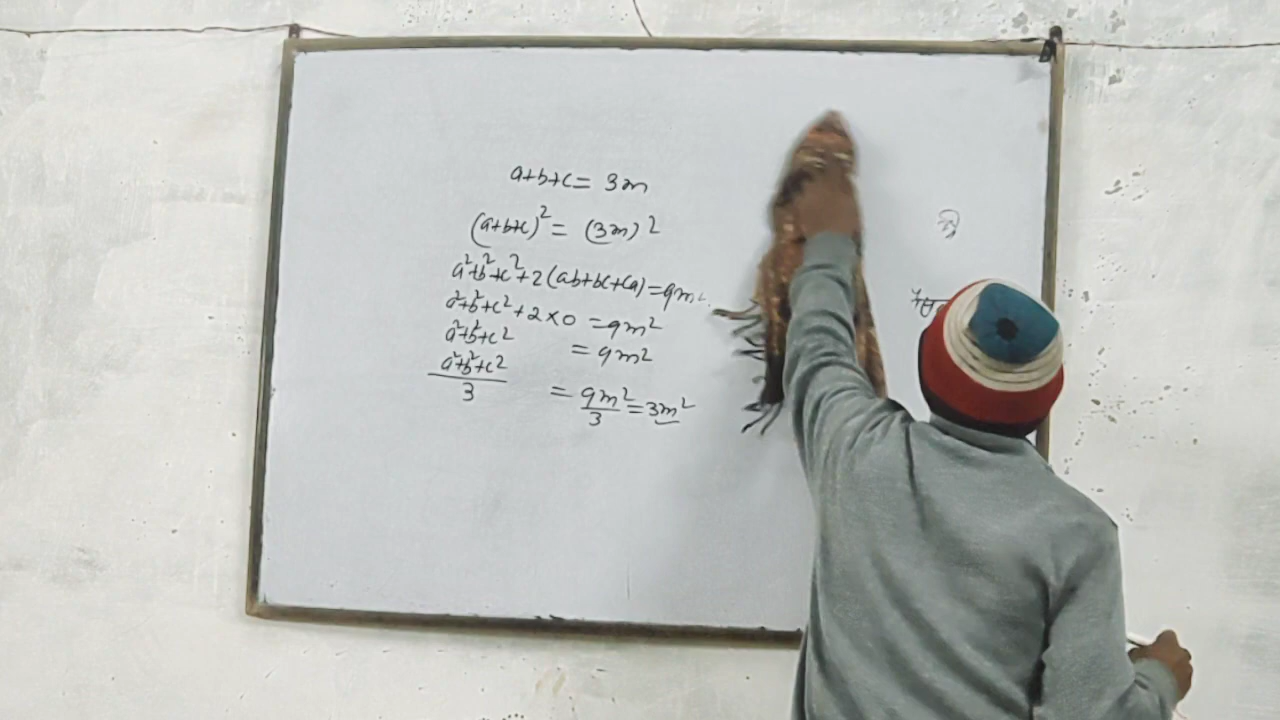 a+b+c= 3m
(a+b+c)² = (3m)²
a²+b²+c²+2(ab+bc+ca)=9m²
a²+b²+c²+2×0 =9m²
a²+b²+c² = 9m²
a²+b²+c²/3 = 9m²/3 = 3m²